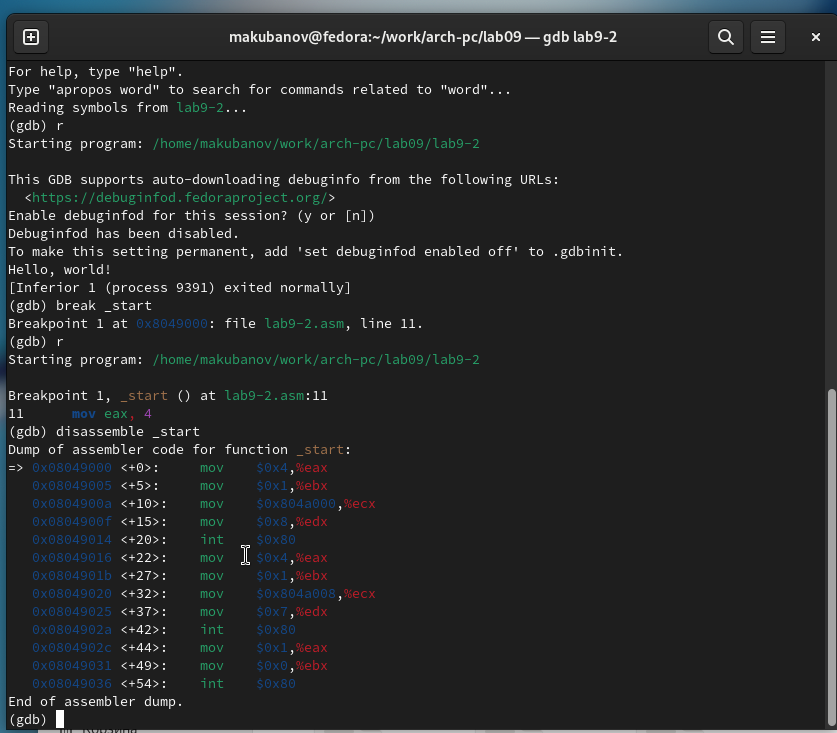 makubanov@fedora:~/work/arch-pc/lab09 — gdb lab9-2
For help, type "help".
Type "apropos word" to search for commands related to "word"...
Reading symbols from lab9-2...
(gdb) r
Starting program: /home/makubanov/work/arch-pc/lab09/lab9-2
This GDB supports auto-downloading debuginfo from the following URLs:
  <https://debuginfod.fedoraproject.org/>
Enable debuginfod for this session? (y or [n])
Debuginfod has been disabled.
To make this setting permanent, add 'set debuginfod enabled off' to .gdbinit.
Hello, world!
[Inferior 1 (process 9391) exited normally]
(gdb) break _start
Breakpoint 1 at 0x8049000: file lab9-2.asm, line 11.
(gdb) r
Starting program: /home/makubanov/work/arch-pc/lab09/lab9-2
Breakpoint 1, _start () at lab9-2.asm:11
11      mov eax, 4
(gdb) disassemble _start
Dump of assembler code for function _start:
=> 0x08049000 <+0>:     mov    $0x4,%eax
   0x08049005 <+5>:     mov    $0x1,%ebx
   0x0804900a <+10>:    mov    $0x804a000,%ecx
   0x0804900f <+15>:    mov    $0x8,%edx
   0x08049014 <+20>:    int    $0x80
   0x08049016 <+22>:    mov    $0x4,%eax
   0x0804901b <+27>:    mov    $0x1,%ebx
   0x08049020 <+32>:    mov    $0x804a008,%ecx
   0x08049025 <+37>:    mov    $0x7,%edx
   0x0804902a <+42>:    int    $0x80
   0x0804902c <+44>:    mov    $0x1,%eax
   0x08049031 <+49>:    mov    $0x0,%ebx
   0x08049036 <+54>:    int    $0x80
End of assembler dump.
(gdb)